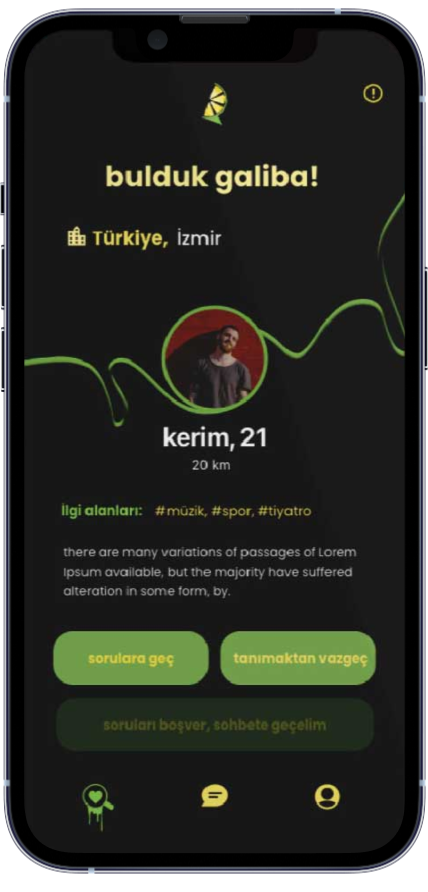 bulduk galiba!
Türkiye, İzmir
kerim, 21
20 km
İlgi alanları: #müzik, #spor, #tiyatro
there are many variations of passages of Lorem
Ipsum available, but the majority have suffered
alteration in some form, by.
sorulara geç
tanımaktan vazgeç
soruları boşver, sohbete geçelim